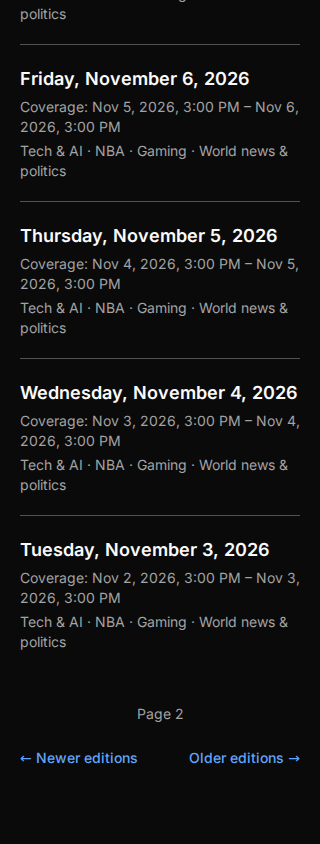 politics
Friday, November 6, 2026
Coverage: Nov 5, 2026, 3:00 PM – Nov 6,
2026, 3:00 PM
Tech & AI · NBA · Gaming · World news &
politics
Thursday, November 5, 2026
Coverage: Nov 4, 2026, 3:00 PM – Nov 5,
2026, 3:00 PM
Tech & AI · NBA · Gaming · World news &
politics
Wednesday, November 4, 2026
Coverage: Nov 3, 2026, 3:00 PM – Nov 4,
2026, 3:00 PM
Tech & AI · NBA · Gaming · World news &
politics
Tuesday, November 3, 2026
Coverage: Nov 2, 2026, 3:00 PM – Nov 3,
2026, 3:00 PM
Tech & AI · NBA · Gaming · World news &
politics
Page 2
← Newer editions
Older editions →